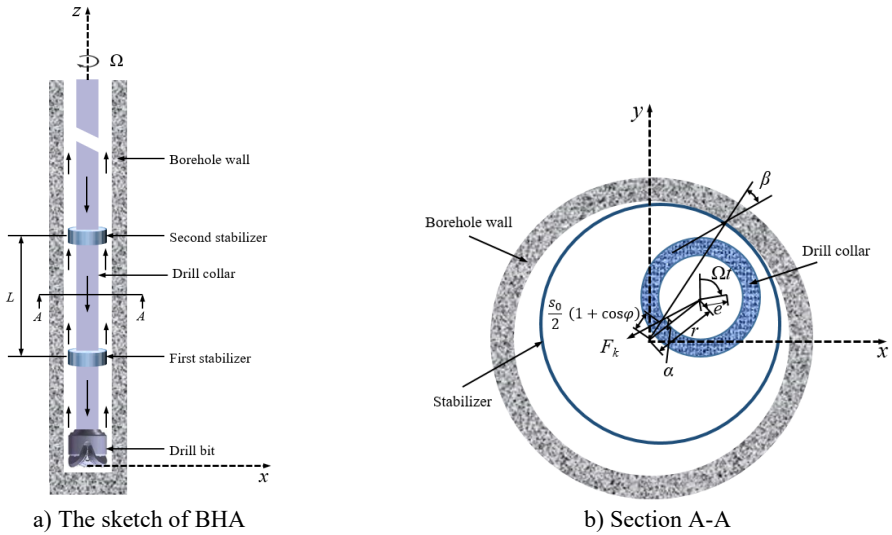 z
Ω
Borehole wall
Second stabilizer
Drill collar
L
A
A
First stabilizer
Drill bit
x
a) The sketch of BHA
y
β
Borehole wall
Drill collar
Ωt
s₀/2 (1 + cosφ)
e
r
F_k
x
α
Stabilizer
b) Section A-A